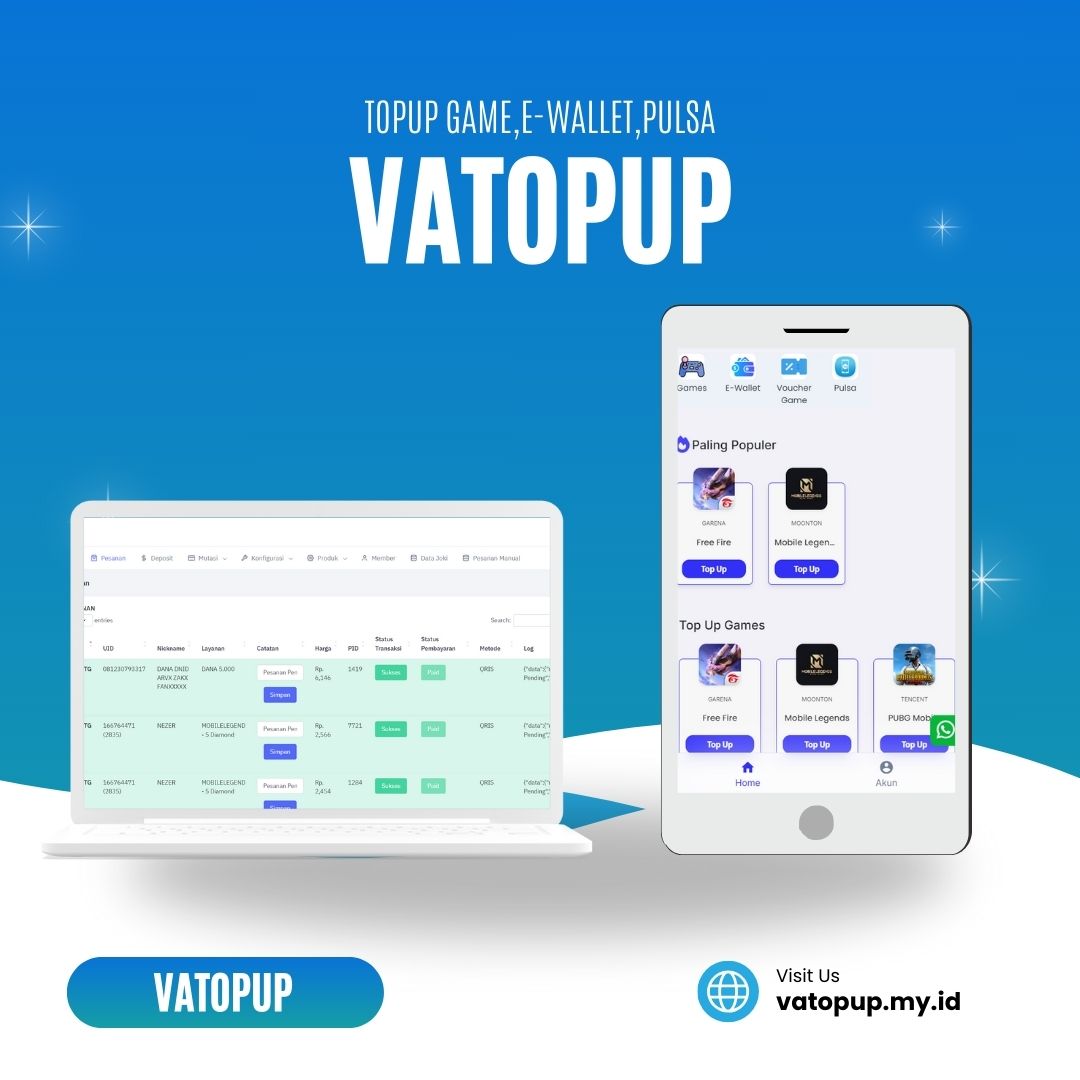 TOPUP GAME,E-WALLET,PULSA
VATOPUP
Games E-Wallet Voucher Game Pulsa
Paling Populer
GARENA MOONTON
Free Fire Mobile Legen...
Top Up Top Up
Top Up Games
GARENA MOONTON TENCENT
Free Fire Mobile Legends PUBG Mobi
Top Up Top Up Top Up
Home Akun
Pesanan Deposit Mutasi Konfigurasi Produk Member Data Joki Pesanan Manual
entries Search:
UID Nickname Layanan Catatan Harga PID Status Transaksi Status Pembayaran Metode Log
TG 081230793317 DANA DNID DANA 5.000 Pesanan Pen Rp. 1419 Sukses Paid QRIS {"data":{"
ARVX ZAKX 6,146 Pending",
FANXXXXX Simpan
TG 166764471 NEZER MOBILELEGEND Pesanan Pen Rp. 7721 Sukses Paid QRIS {"data":{"
(2835) - 5 Diamond 2,566 Pending",
Simpan
TG 166764471 NEZER MOBILELEGEND Pesanan Pen Rp. 1284 Sukses Paid QRIS {"data":{"
(2835) - 5 Diamond 2,454 Pending",
Simpan
VATOPUP
Visit Us
vatopup.my.id